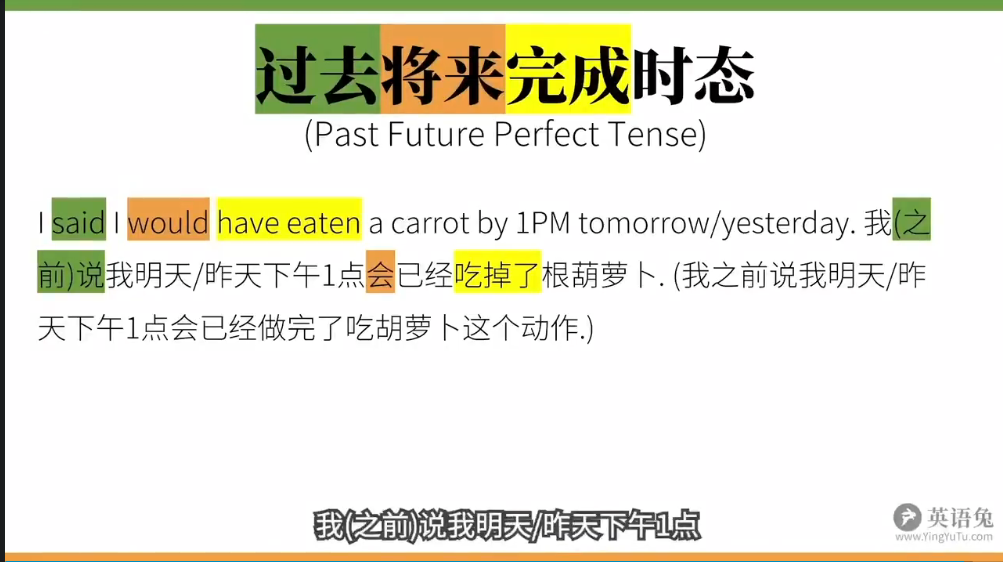 过去将来完成时态
(Past Future Perfect Tense)
I said I would have eaten a carrot by 1PM tomorrow/yesterday. 我(之
前)说我明天/昨天下午1点会已经吃掉了根葫萝卜. (我之前说我明天/昨
天下午1点会已经做完了吃胡萝卜这个动作.)
我(之前)说我明天/昨天下午1点
英语兔
www.YingYuTu.com